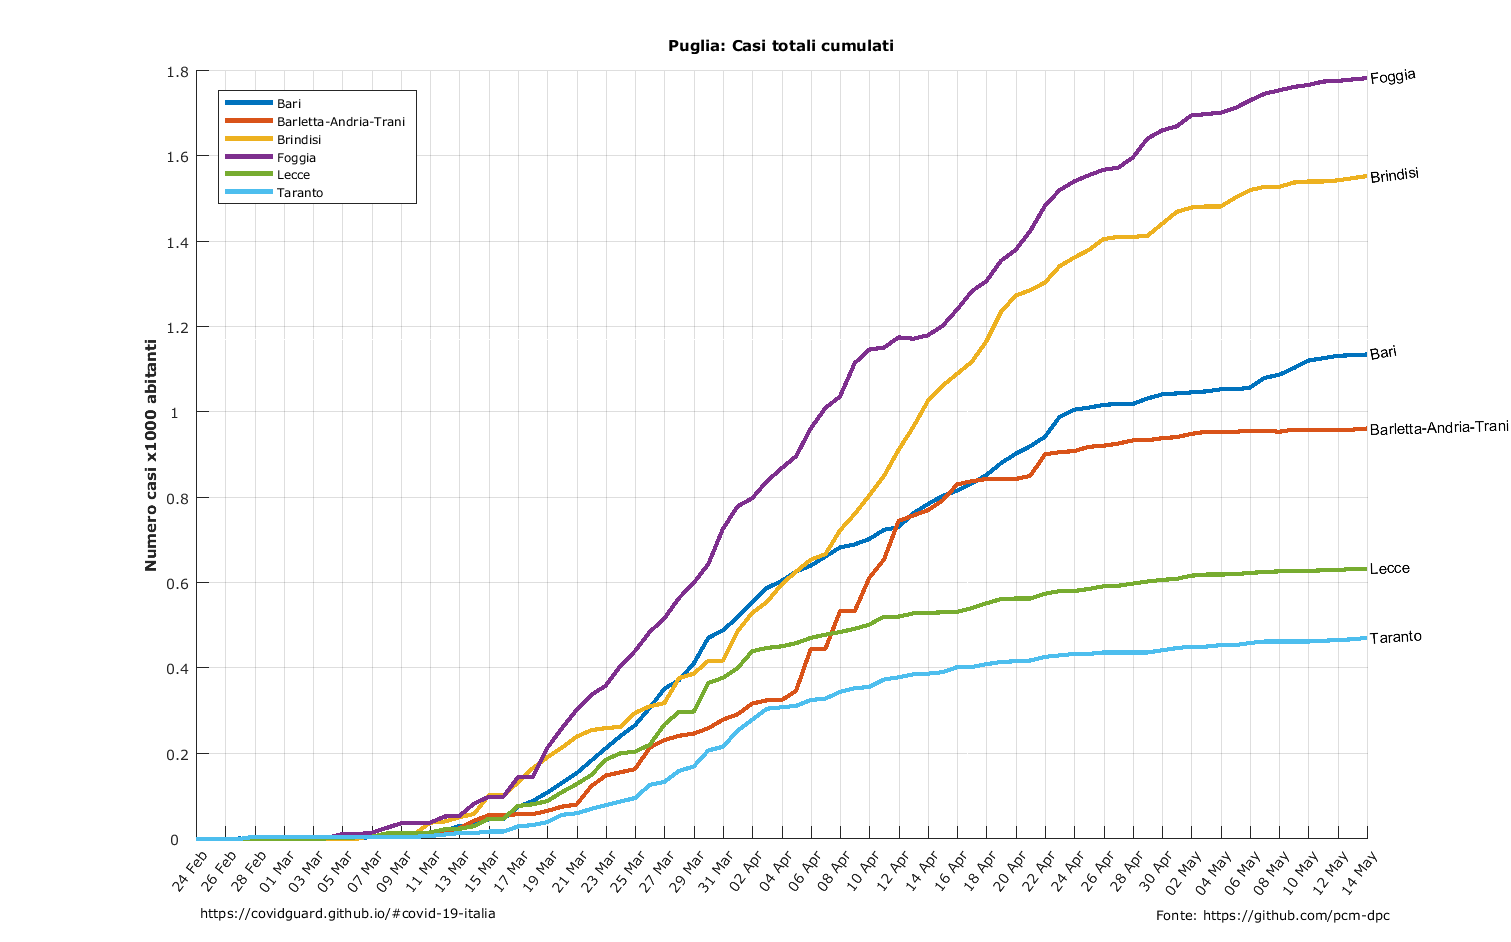 Puglia: Casi totali cumulati
Numero casi x1000 abitanti
1.8
1.6
1.4
1.2
1
0.8
0.6
0.4
0.2
0
Bari
Barletta-Andria-Trani
Brindisi
Foggia
Lecce
Taranto
Foggia
Brindisi
Bari
Barletta-Andria-Trani
Lecce
Taranto
24 Feb
26 Feb
28 Feb
01 Mar
03 Mar
05 Mar
07 Mar
09 Mar
11 Mar
13 Mar
15 Mar
17 Mar
19 Mar
21 Mar
23 Mar
25 Mar
27 Mar
29 Mar
31 Mar
02 Apr
04 Apr
06 Apr
08 Apr
10 Apr
12 Apr
14 Apr
16 Apr
18 Apr
20 Apr
22 Apr
24 Apr
26 Apr
28 Apr
30 Apr
02 May
04 May
06 May
08 May
10 May
12 May
14 May
https://covidguard.github.io/#covid-19-italia
Fonte: https://github.com/pcm-dpc